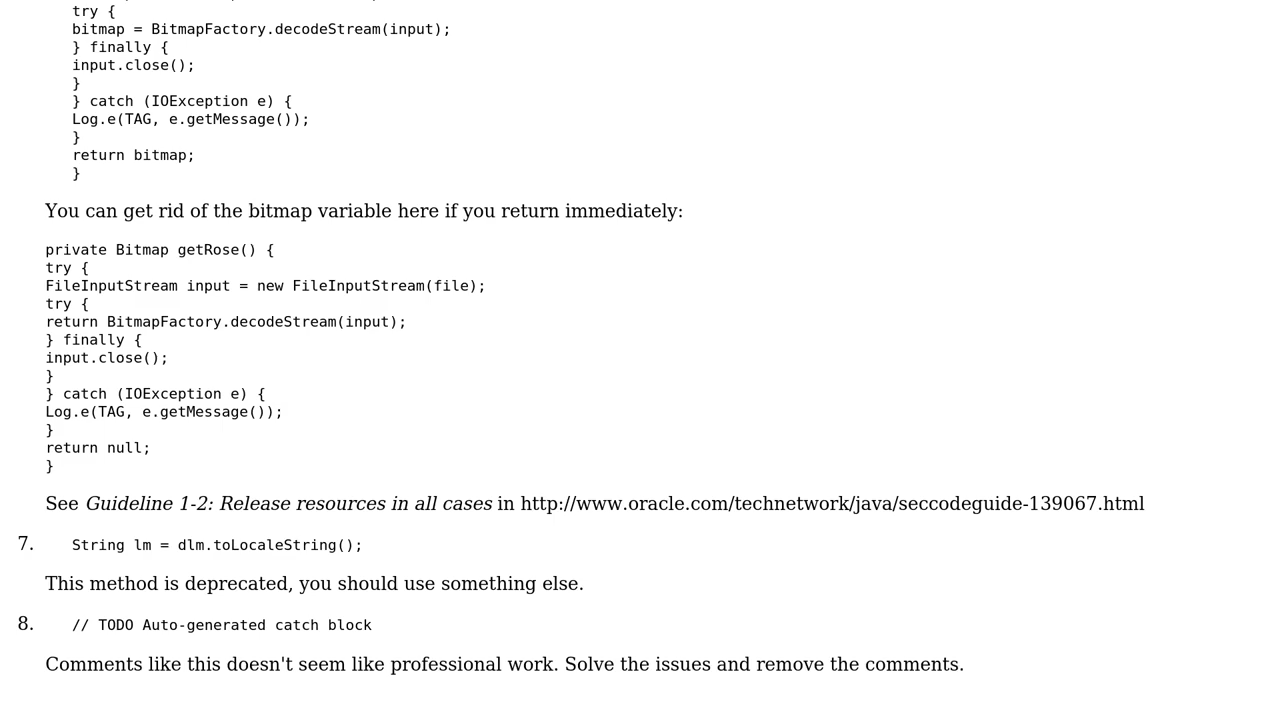 try {
bitmap = BitmapFactory.decodeStream(input);
} finally {
input.close();
}
} catch (IOException e) {
Log.e(TAG, e.getMessage());
}
return bitmap;
}
You can get rid of the bitmap variable here if you return immediately:
private Bitmap getRose() {
try {
FileInputStream input = new FileInputStream(file);
try {
return BitmapFactory.decodeStream(input);
} finally {
input.close();
}
} catch (IOException e) {
Log.e(TAG, e.getMessage());
}
return null;
}
See Guideline 1-2: Release resources in all cases in http://www.oracle.com/technetwork/java/seccodeguide-139067.html
7. String lm = dlm.toLocaleString();
This method is deprecated, you should use something else.
8. // TODO Auto-generated catch block
Comments like this doesn't seem like professional work. Solve the issues and remove the comments.